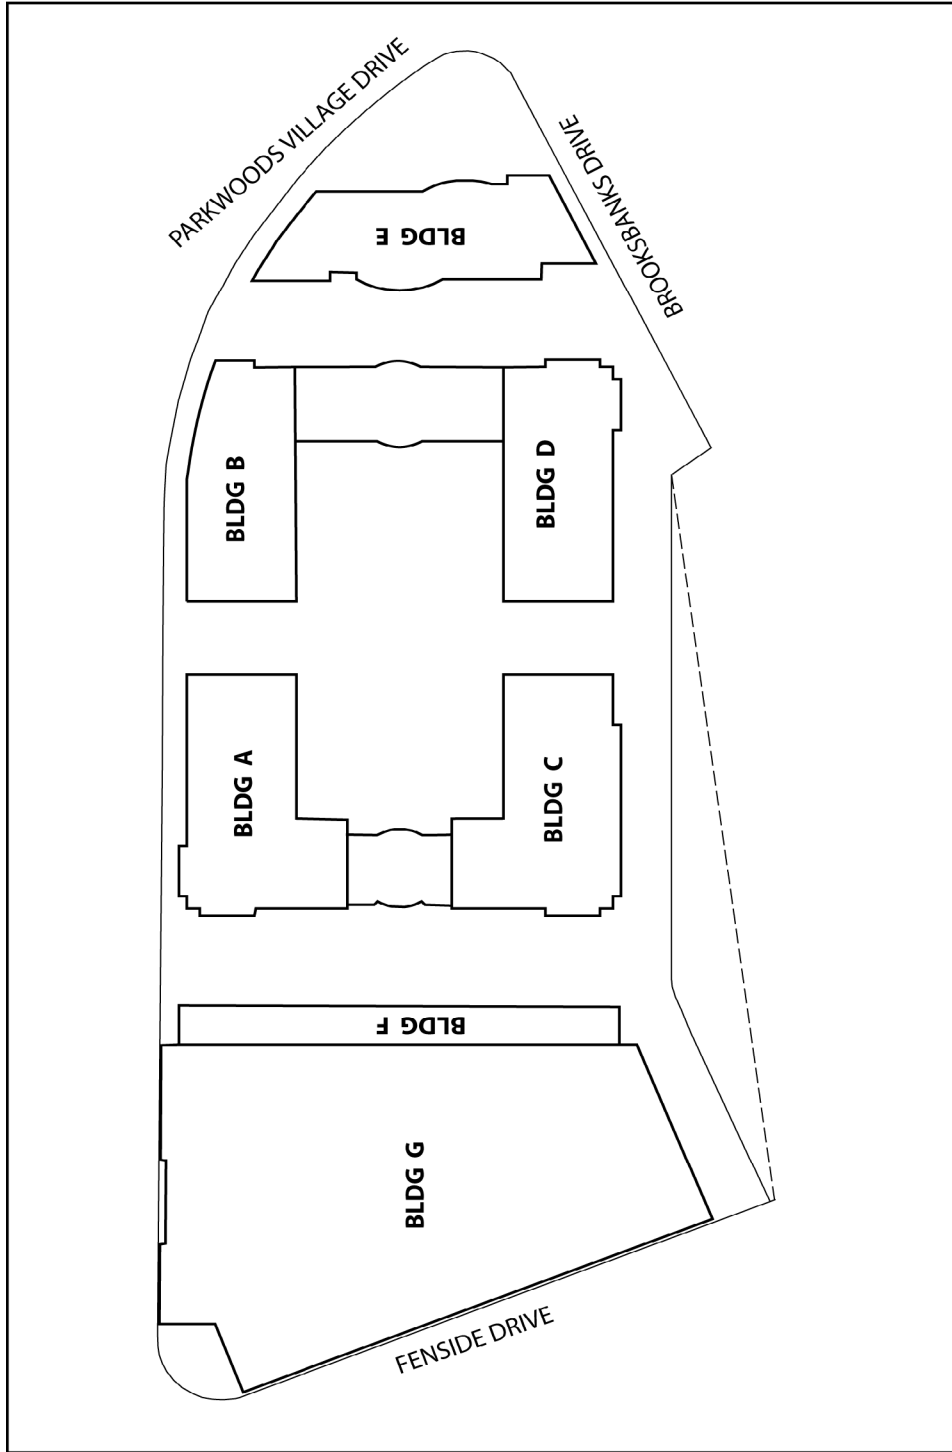 PARKWOODS VILLAGE DRIVE
BROOKSBANKS DRIVE
BLDG E
BLDG B
BLDG D
BLDG A
BLDG C
BLDG F
BLDG G
FENSIDE DRIVE